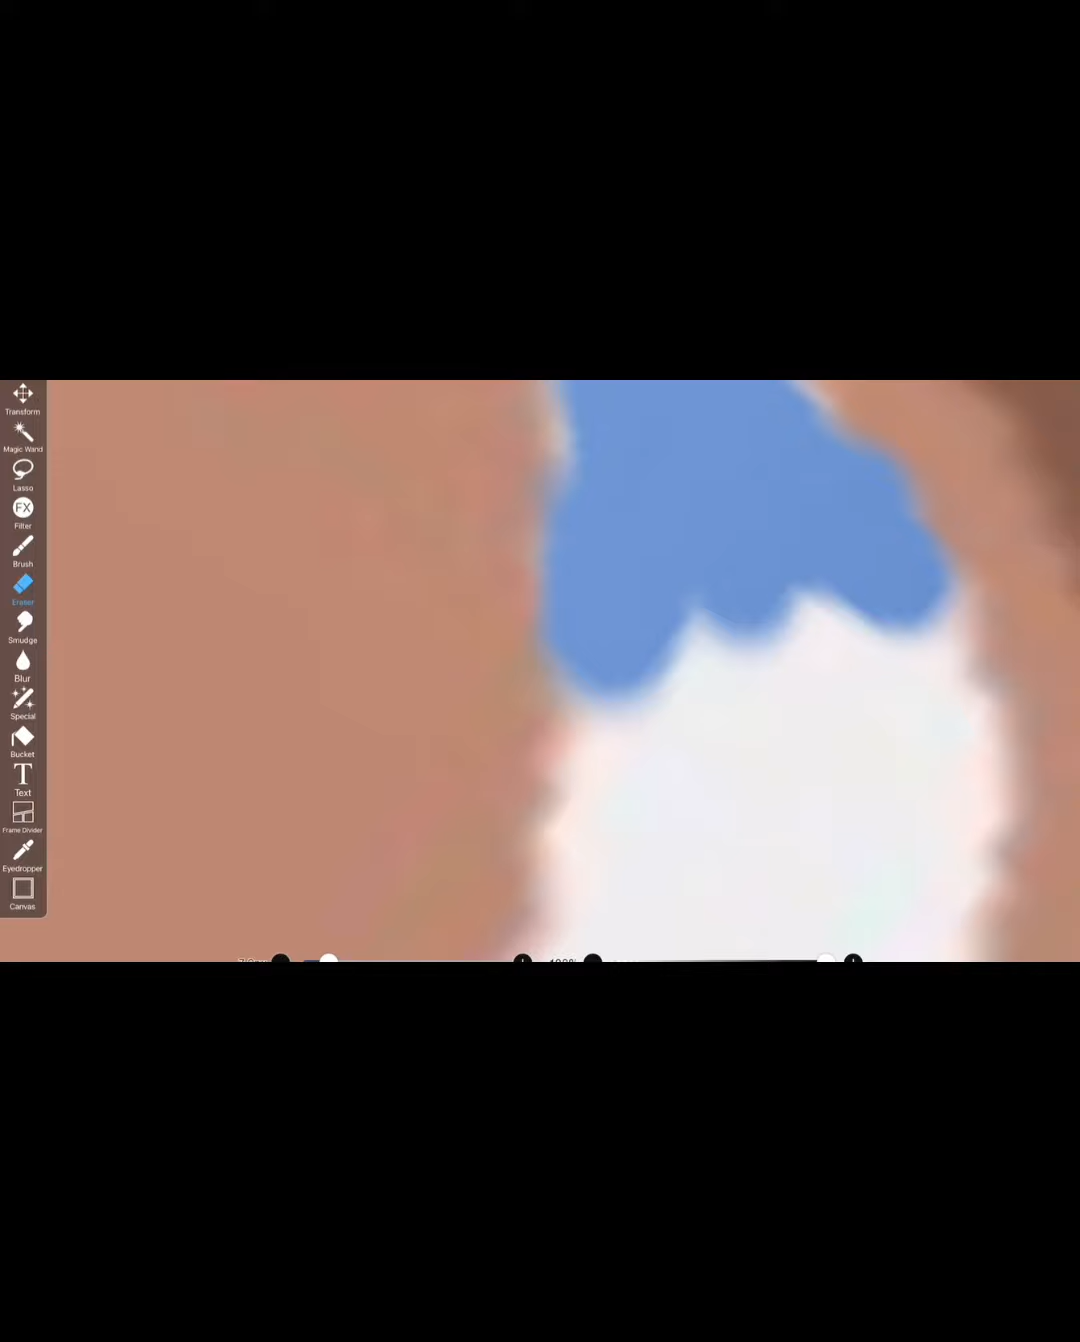 Transform
Magic Wand
Lasso
FX
Filter
Brush
Eraser
Smudge
Blur
Special
Bucket
T
Text
Frame Divider
Eyedropper
Canvas